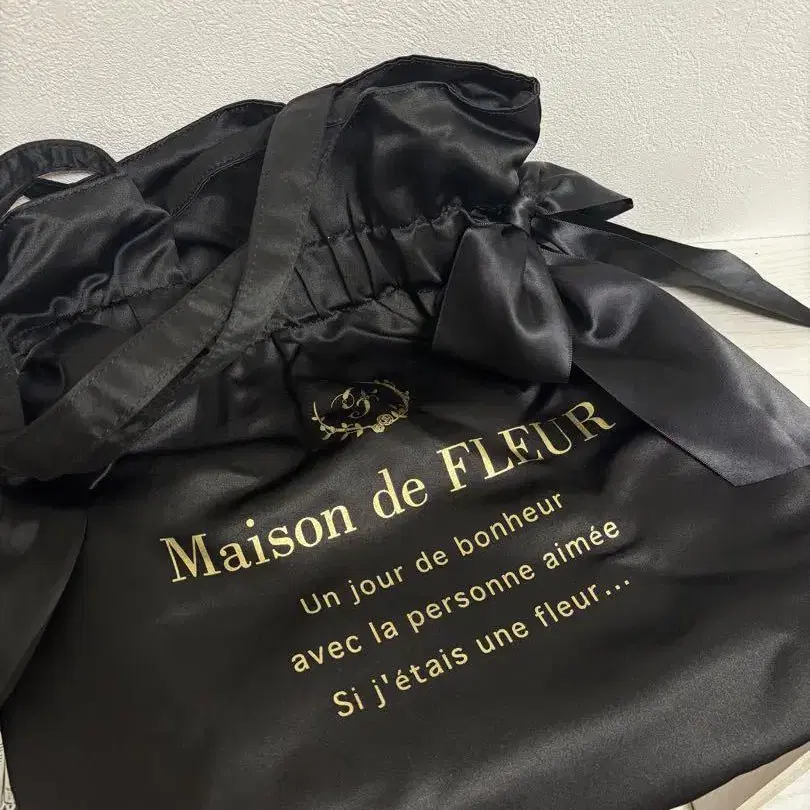 Maison de FLEUR
Un jour de bonheur
avec la personne aimée
Si j'étais une fleur...